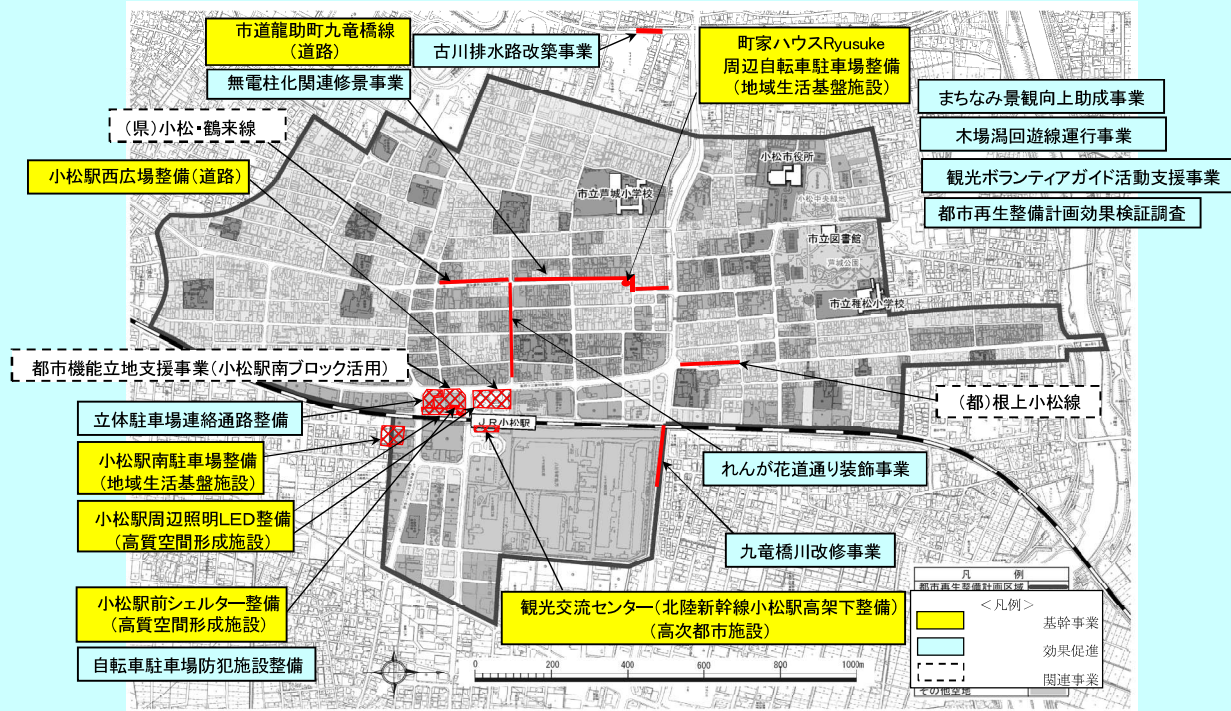 市道龍助町九竜橋線
(道路)
古川排水路改築事業
町家ハウスRyusuke
周辺自転車駐車場整備
(地域生活基盤施設)
無電柱化関連修景事業
まちなみ景観向上助成事業
(県)小松・鶴来線
木場潟回遊線運行事業
小松駅西広場整備(道路)
観光ボランティアガイド活動支援事業
都市再生整備計画効果検証調査
小松市役所
市立芦城小学校
小松中央緑地
市立図書館
芦城公園
市立稚松小学校
都市機能立地支援事業(小松駅南ブロック活用)
(都)根上小松線
立体駐車場連絡通路整備
JR小松駅
小松駅南駐車場整備
(地域生活基盤施設)
れんが花道通り装飾事業
小松駅周辺照明LED整備
(高質空間形成施設)
九竜橋川改修事業
小松駅前シェルター整備
(高質空間形成施設)
観光交流センター(北陸新幹線小松駅高架下整備)
(高次都市施設)
自転車駐車場防犯施設整備
0 200 400 600 800 1000m
凡 例
都市再生整備計画区域
<凡例>
基幹事業
効果促進
関連事業
その他空地